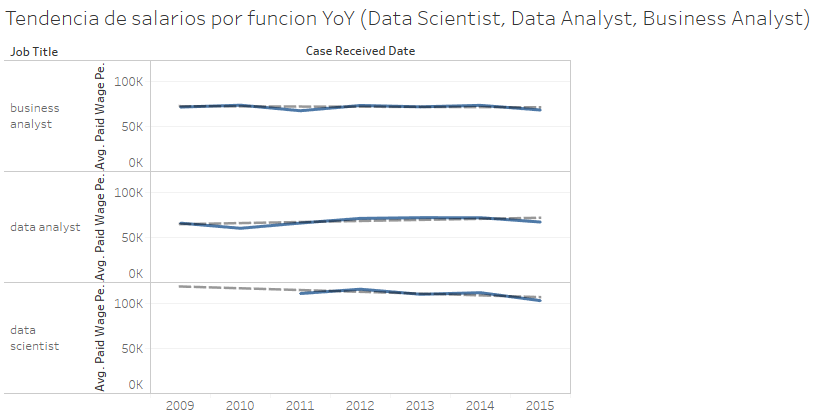 Tendencia de salarios por funcion YoY (Data Scientist, Data Analyst, Business Analyst)
Job Title
Case Received Date
business
analyst
Avg. Paid Wage Pe.
100K
50K
0K
data analyst
Avg. Paid Wage Pe.
100K
50K
0K
data
scientist
Avg. Paid Wage Pe.
100K
50K
0K
2009 2010 2011 2012 2013 2014 2015